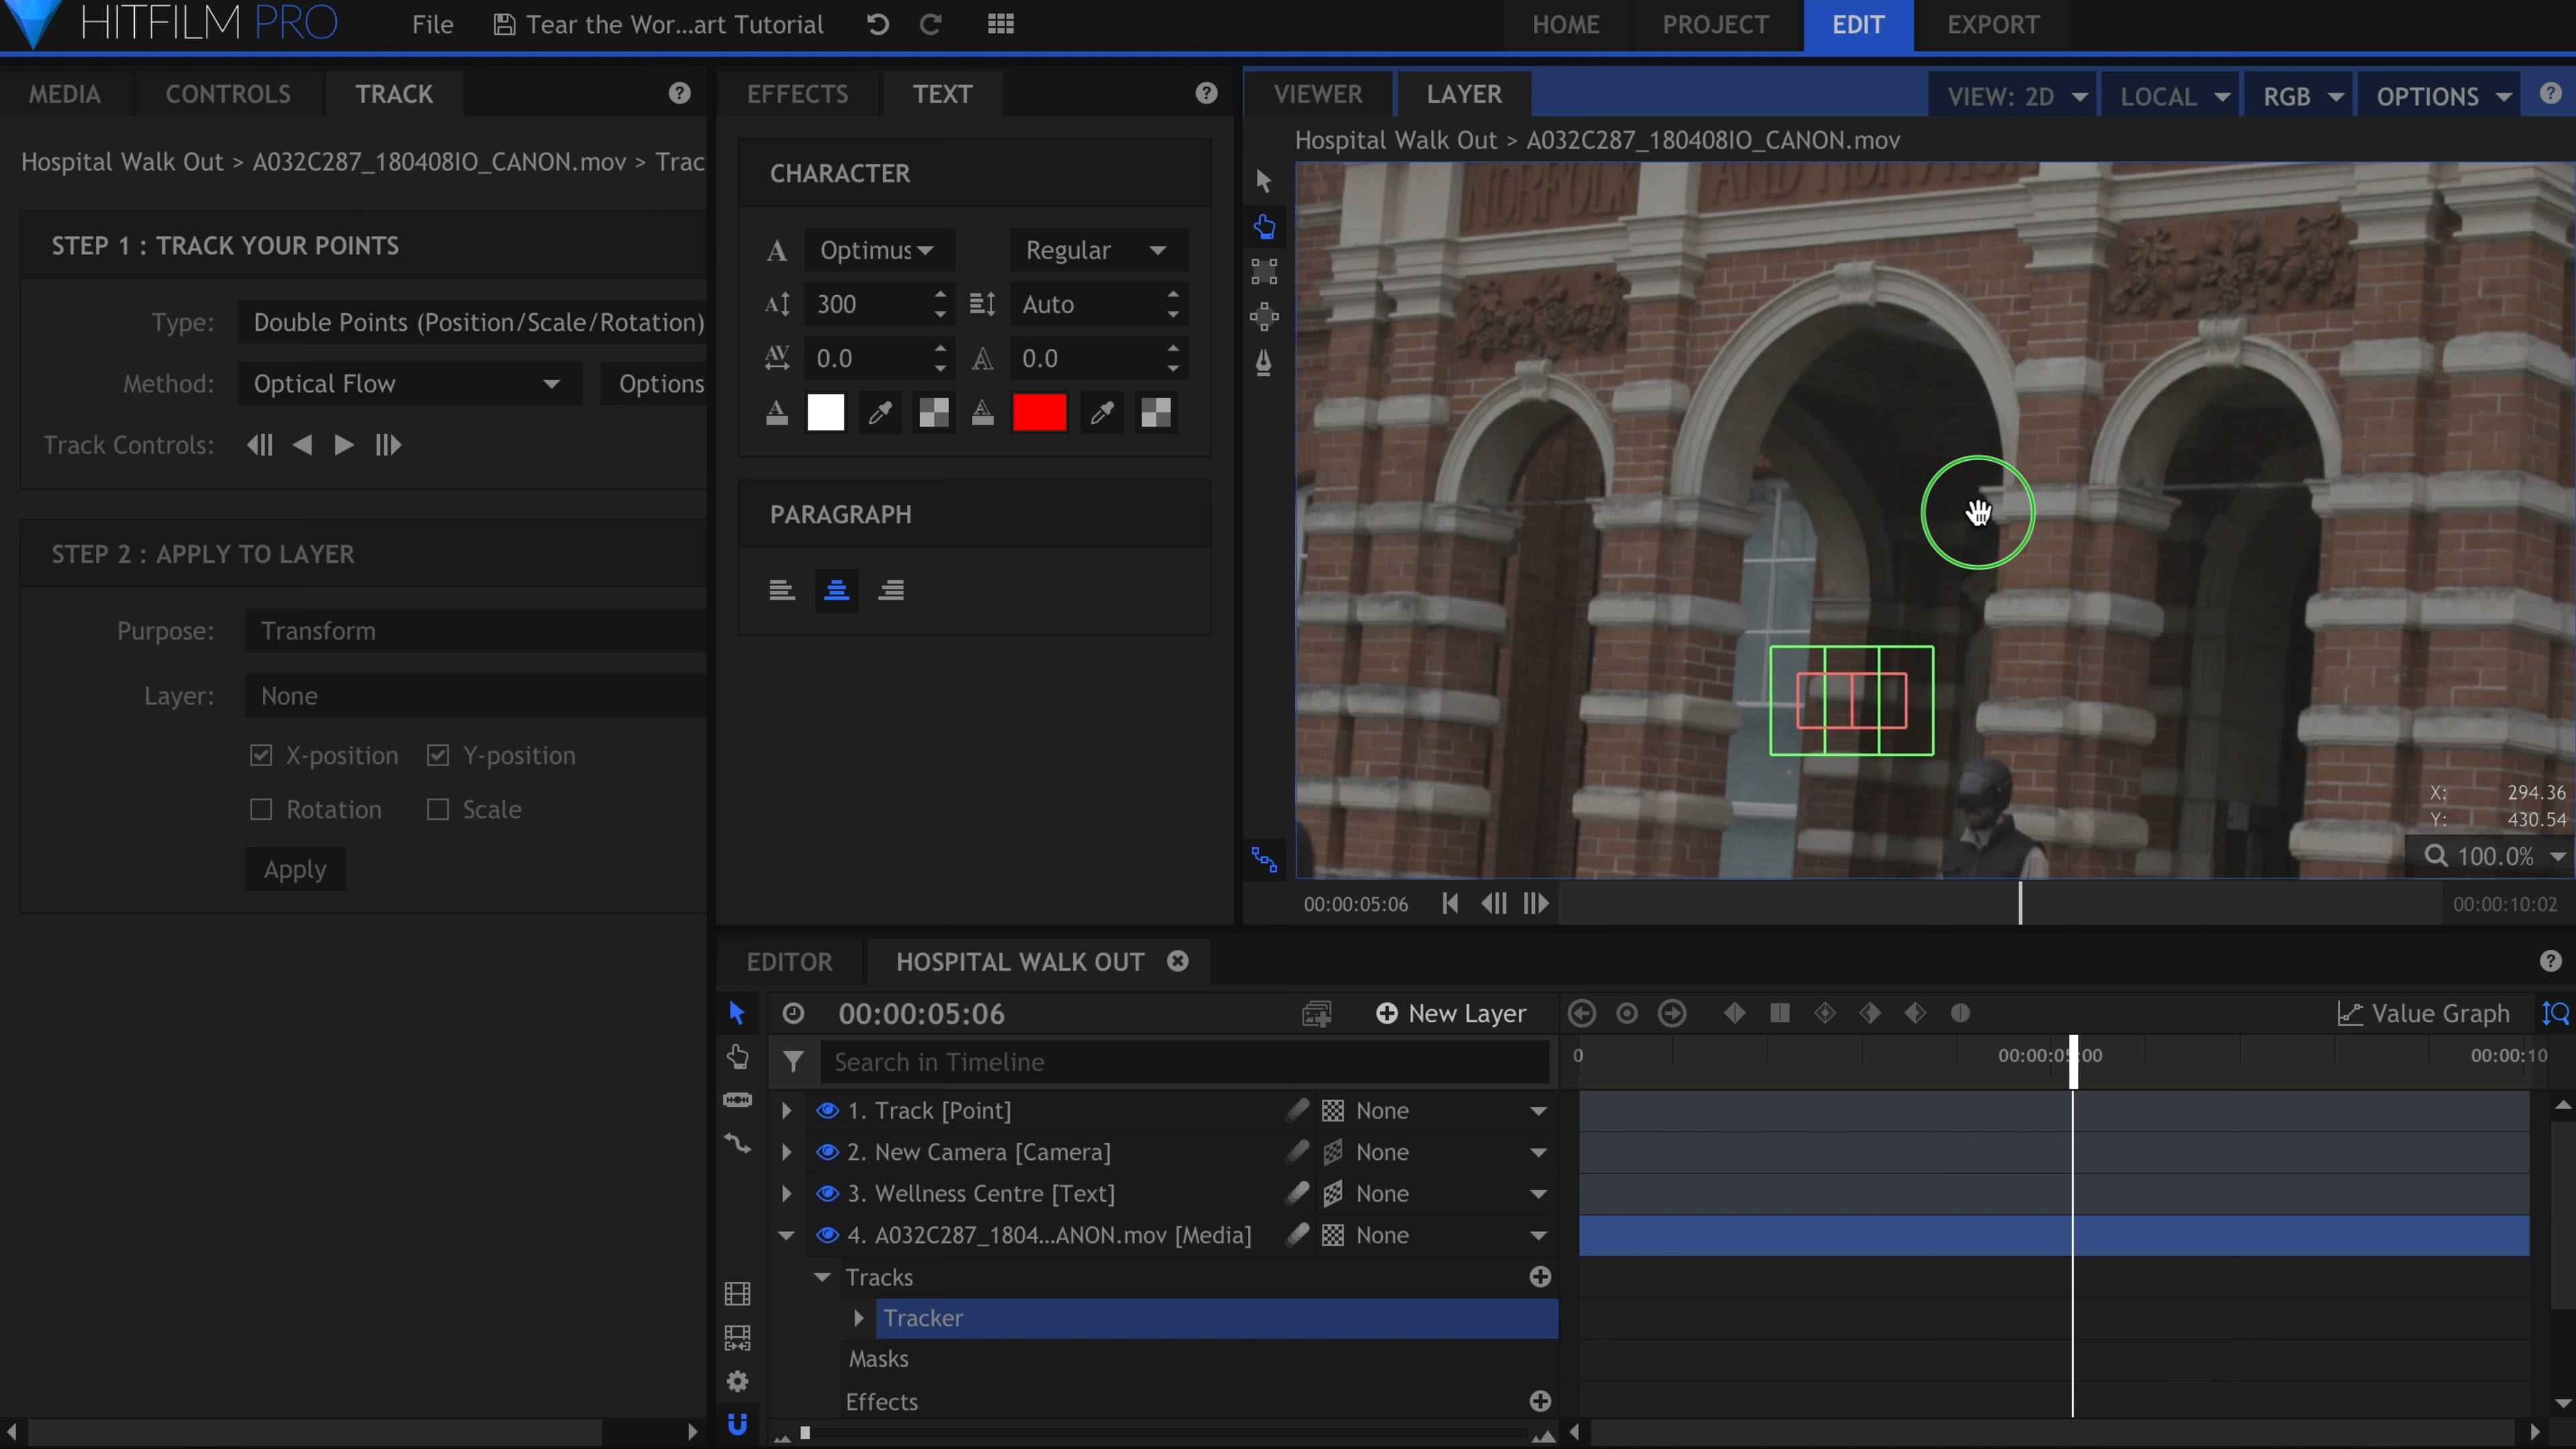 HITFILM PRO
File
Tear the Wor...art Tutorial
HOME
PROJECT
EDIT
EXPORT
MEDIA
CONTROLS
TRACK
Hospital Walk Out > A032C287_180408IO_CANON.mov > Trac
STEP 1 : TRACK YOUR POINTS
Type: Double Points (Position/Scale/Rotation)
Method: Optical Flow
Options
Track Controls:
STEP 2 : APPLY TO LAYER
Purpose: Transform
Layer: None
X-position
Y-position
Rotation
Scale
Apply
EFFECTS
TEXT
CHARACTER
Optimus
Regular
300
Auto
0.0
0.0
PARAGRAPH
VIEWER
LAYER
VIEW: 2D
LOCAL
RGB
OPTIONS
Hospital Walk Out > A032C287_180408IO_CANON.mov
NORFOLK
AND NORWICH
X: 294.36
Y: 430.54
100.0%
00:00:05:06
00:00:10:02
EDITOR
HOSPITAL WALK OUT
00:00:05:06
New Layer
Value Graph
Search in Timeline
0
00:00:05:00
00:00:10
1. Track [Point]
None
2. New Camera [Camera]
None
3. Wellness Centre [Text]
None
4. A032C287_1804...ANON.mov [Media]
None
Tracks
Tracker
Masks
Effects